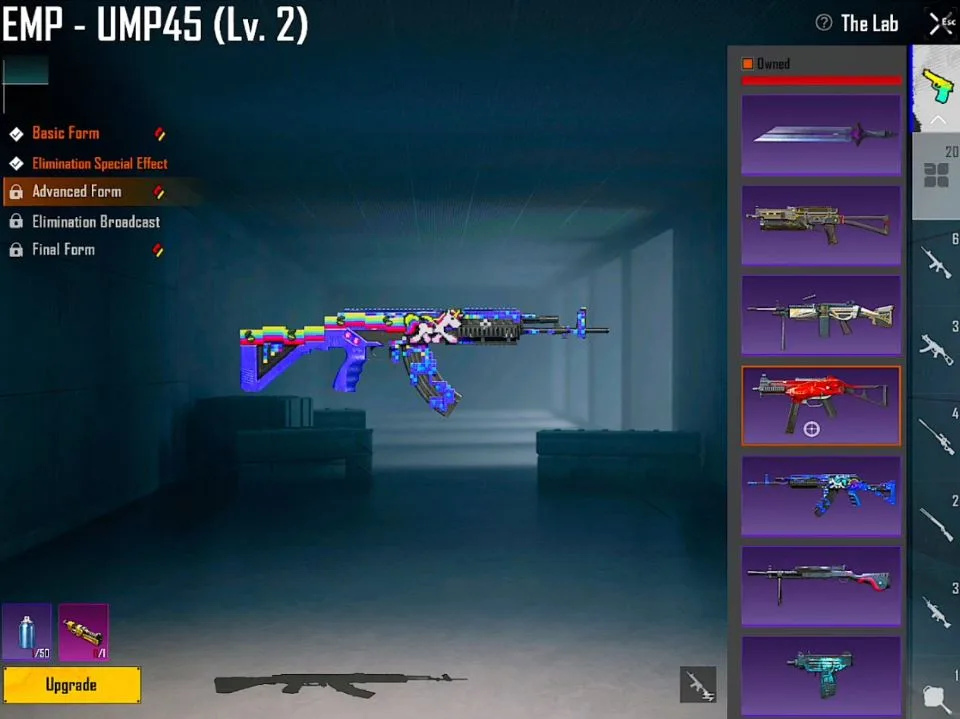 EMP - UMP45 (Lv. 2)
? The Lab
Esc
Owned
Basic Form
Elimination Special Effect
Advanced Form
Elimination Broadcast
Final Form
20
6
3
4
2
3
1
/50
/1
Upgrade